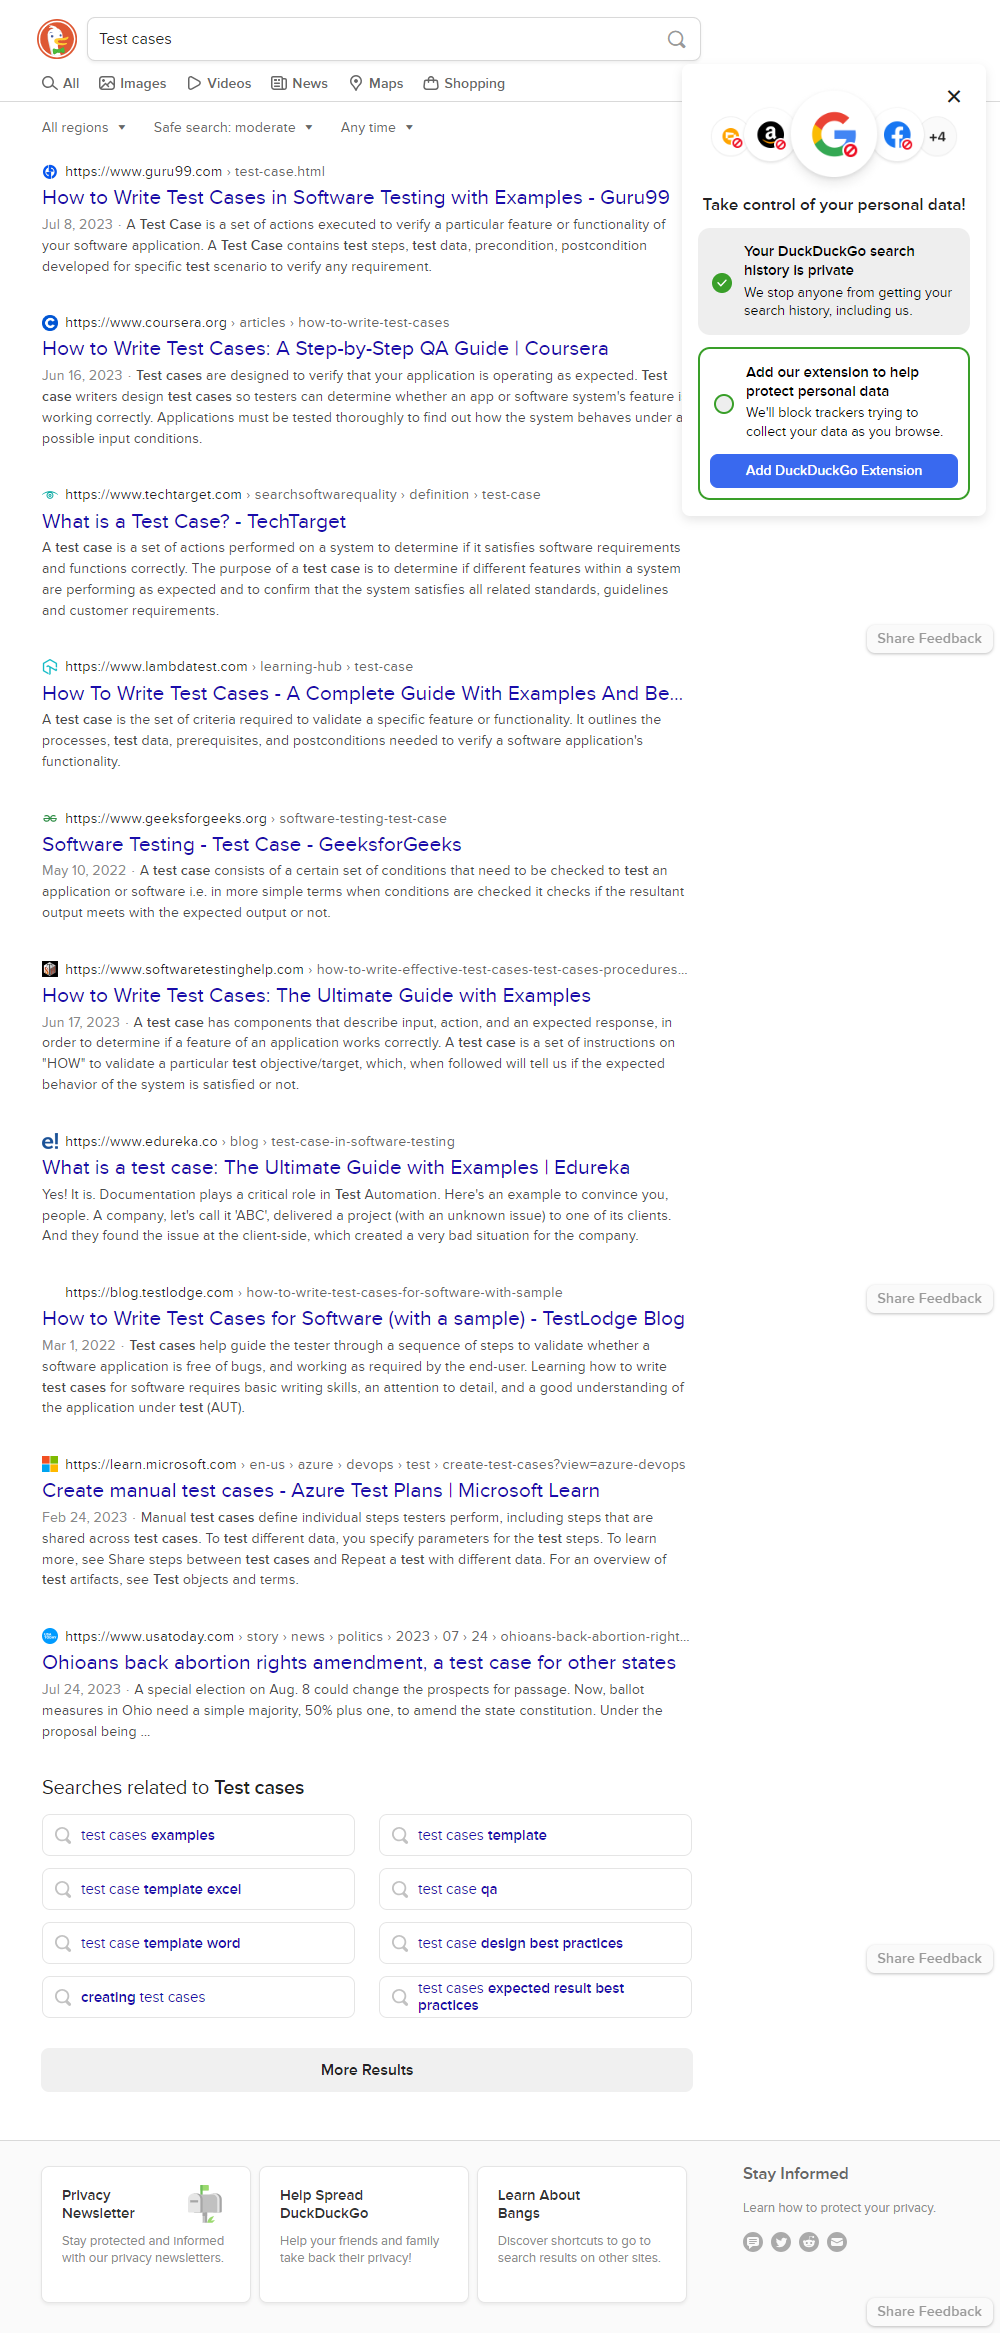 Test cases
All Images Videos News Maps Shopping
All regions Safe search: moderate Any time
https://www.guru99.com › test-case.html
How to Write Test Cases in Software Testing with Examples - Guru99
Jul 8, 2023 · A Test Case is a set of actions executed to verify a particular feature or functionality of
your software application. A Test Case contains test steps, test data, precondition, postcondition
developed for specific test scenario to verify any requirement.
https://www.coursera.org › articles › how-to-write-test-cases
How to Write Test Cases: A Step-by-Step QA Guide | Coursera
Jun 16, 2023 · Test cases are designed to verify that your application is operating as expected. Test
case writers design test cases so testers can determine whether an app or software system's feature i
working correctly. Applications must be tested thoroughly to find out how the system behaves under a
possible input conditions.
https://www.techtarget.com › searchsoftwarequality › definition › test-case
What is a Test Case? - TechTarget
A test case is a set of actions performed on a system to determine if it satisfies software requirements
and functions correctly. The purpose of a test case is to determine if different features within a system
are performing as expected and to confirm that the system satisfies all related standards, guidelines
and customer requirements.
https://www.lambdatest.com › learning-hub › test-case
How To Write Test Cases - A Complete Guide With Examples And Be...
A test case is the set of criteria required to validate a specific feature or functionality. It outlines the
processes, test data, prerequisites, and postconditions needed to verify a software application's
functionality.
https://www.geeksforgeeks.org › software-testing-test-case
Software Testing - Test Case - GeeksforGeeks
May 10, 2022 · A test case consists of a certain set of conditions that need to be checked to test an
application or software i.e. in more simple terms when conditions are checked it checks if the resultant
output meets with the expected output or not.
https://www.softwaretestinghelp.com › how-to-write-effective-test-cases-test-cases-procedures...
How to Write Test Cases: The Ultimate Guide with Examples
Jun 17, 2023 · A test case has components that describe input, action, and an expected response, in
order to determine if a feature of an application works correctly. A test case is a set of instructions on
"HOW" to validate a particular test objective/target, which, when followed will tell us if the expected
behavior of the system is satisfied or not.
e! https://www.edureka.co › blog › test-case-in-software-testing
What is a test case: The Ultimate Guide with Examples | Edureka
Yes! It is. Documentation plays a critical role in Test Automation. Here's an example to convince you,
people. A company, let's call it 'ABC', delivered a project (with an unknown issue) to one of its clients.
And they found the issue at the client-side, which created a very bad situation for the company.
https://blog.testlodge.com › how-to-write-test-cases-for-software-with-sample
How to Write Test Cases for Software (with a sample) - TestLodge Blog
Mar 1, 2022 · Test cases help guide the tester through a sequence of steps to validate whether a
software application is free of bugs, and working as required by the end-user. Learning how to write
test cases for software requires basic writing skills, an attention to detail, and a good understanding of
the application under test (AUT).
https://learn.microsoft.com › en-us › azure › devops › test › create-test-cases?view=azure-devops
Create manual test cases - Azure Test Plans | Microsoft Learn
Feb 24, 2023 · Manual test cases define individual steps testers perform, including steps that are
shared across test cases. To test different data, you specify parameters for the test steps. To learn
more, see Share steps between test cases and Repeat a test with different data. For an overview of
test artifacts, see Test objects and terms.
https://www.usatoday.com › story › news › politics › 2023 › 07 › 24 › ohioans-back-abortion-right...
Ohioans back abortion rights amendment, a test case for other states
Jul 24, 2023 · A special election on Aug. 8 could change the prospects for passage. Now, ballot
measures in Ohio need a simple majority, 50% plus one, to amend the state constitution. Under the
proposal being ...
Searches related to Test cases
test cases examples
test cases template
test case template excel
test case qa
test case template word
test case design best practices
creating test cases
test cases expected result best
practices
More Results
+4
Take control of your personal data!
Your DuckDuckGo search
history is private
We stop anyone from getting your
search history, including us.
Add our extension to help
protect personal data
We'll block trackers trying to
collect your data as you browse.
Add DuckDuckGo Extension
Share Feedback
Share Feedback
Share Feedback
Privacy
Newsletter
Stay protected and informed
with our privacy newsletters.
Help Spread
DuckDuckGo
Help your friends and family
take back their privacy!
Learn About
Bangs
Discover shortcuts to go to
search results on other sites.
Stay Informed
Learn how to protect your privacy.
Share Feedback